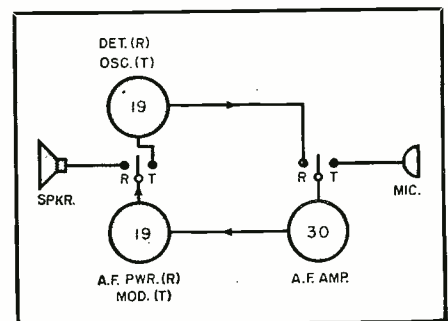 DET. (R)
OSC. (T)
19
R T
SPKR.
R T
MIC.
19
30
A.F. PWR. (R)
MOD. (T)
A.F. AMP.